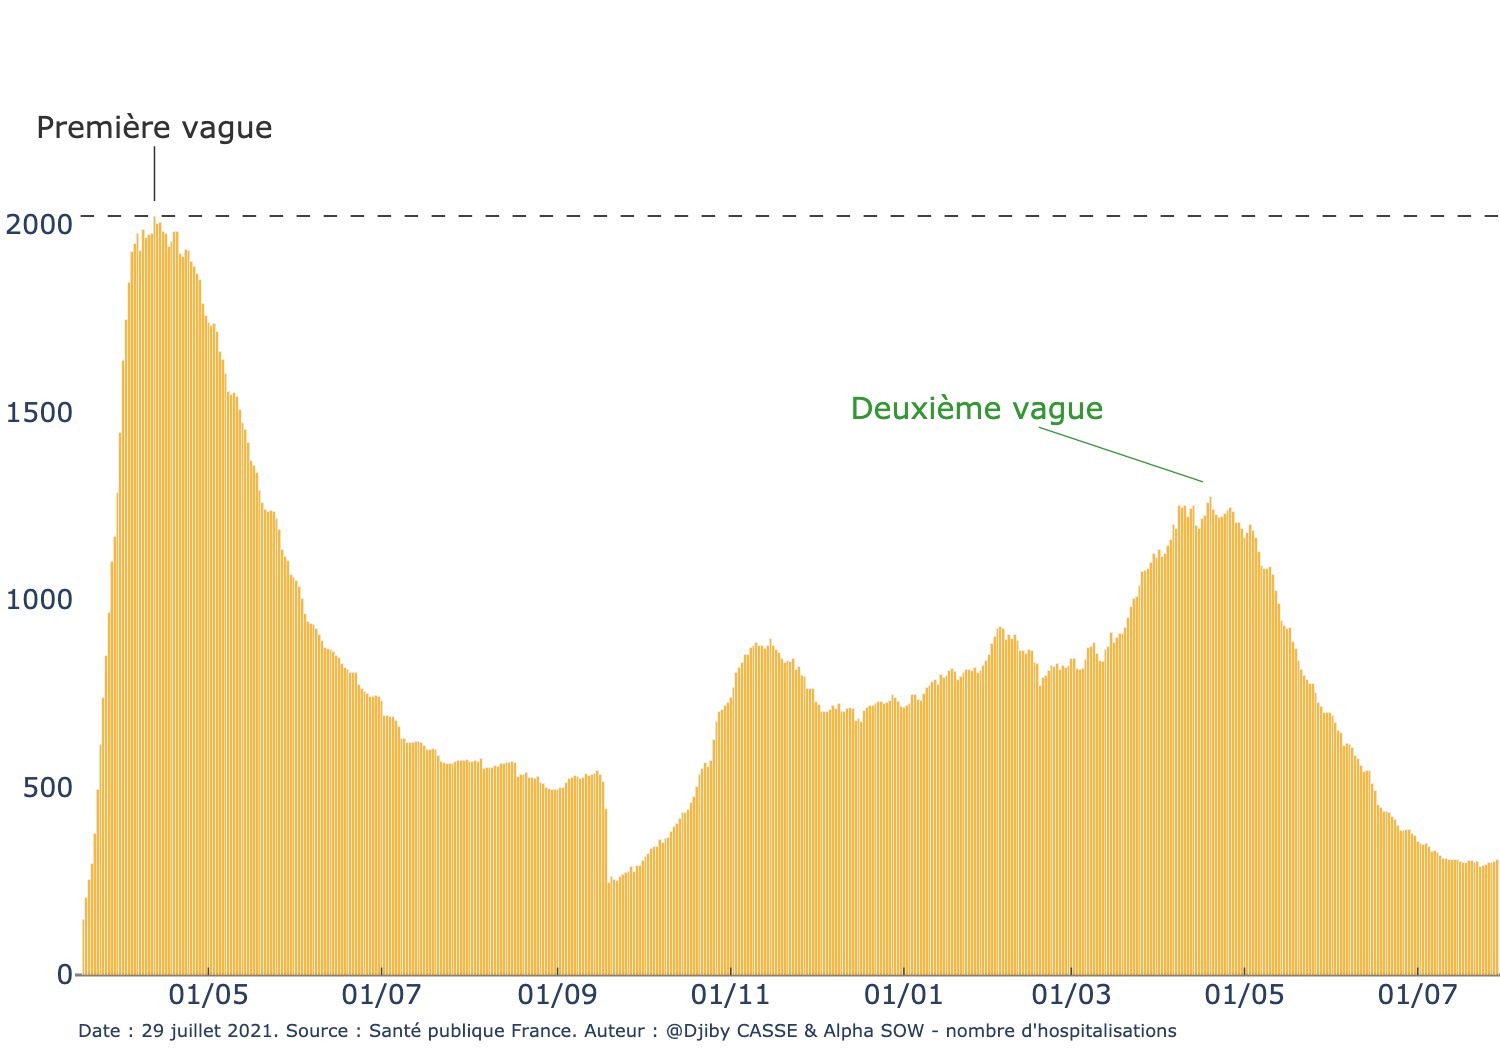 Première vague
2000
1500
Deuxième vague
1000
500
0
01/05 01/07 01/09 01/11 01/01 01/03 01/05 01/07
Date : 29 juillet 2021. Source : Santé publique France. Auteur : @Djiby CASSE & Alpha SOW - nombre d'hospitalisations